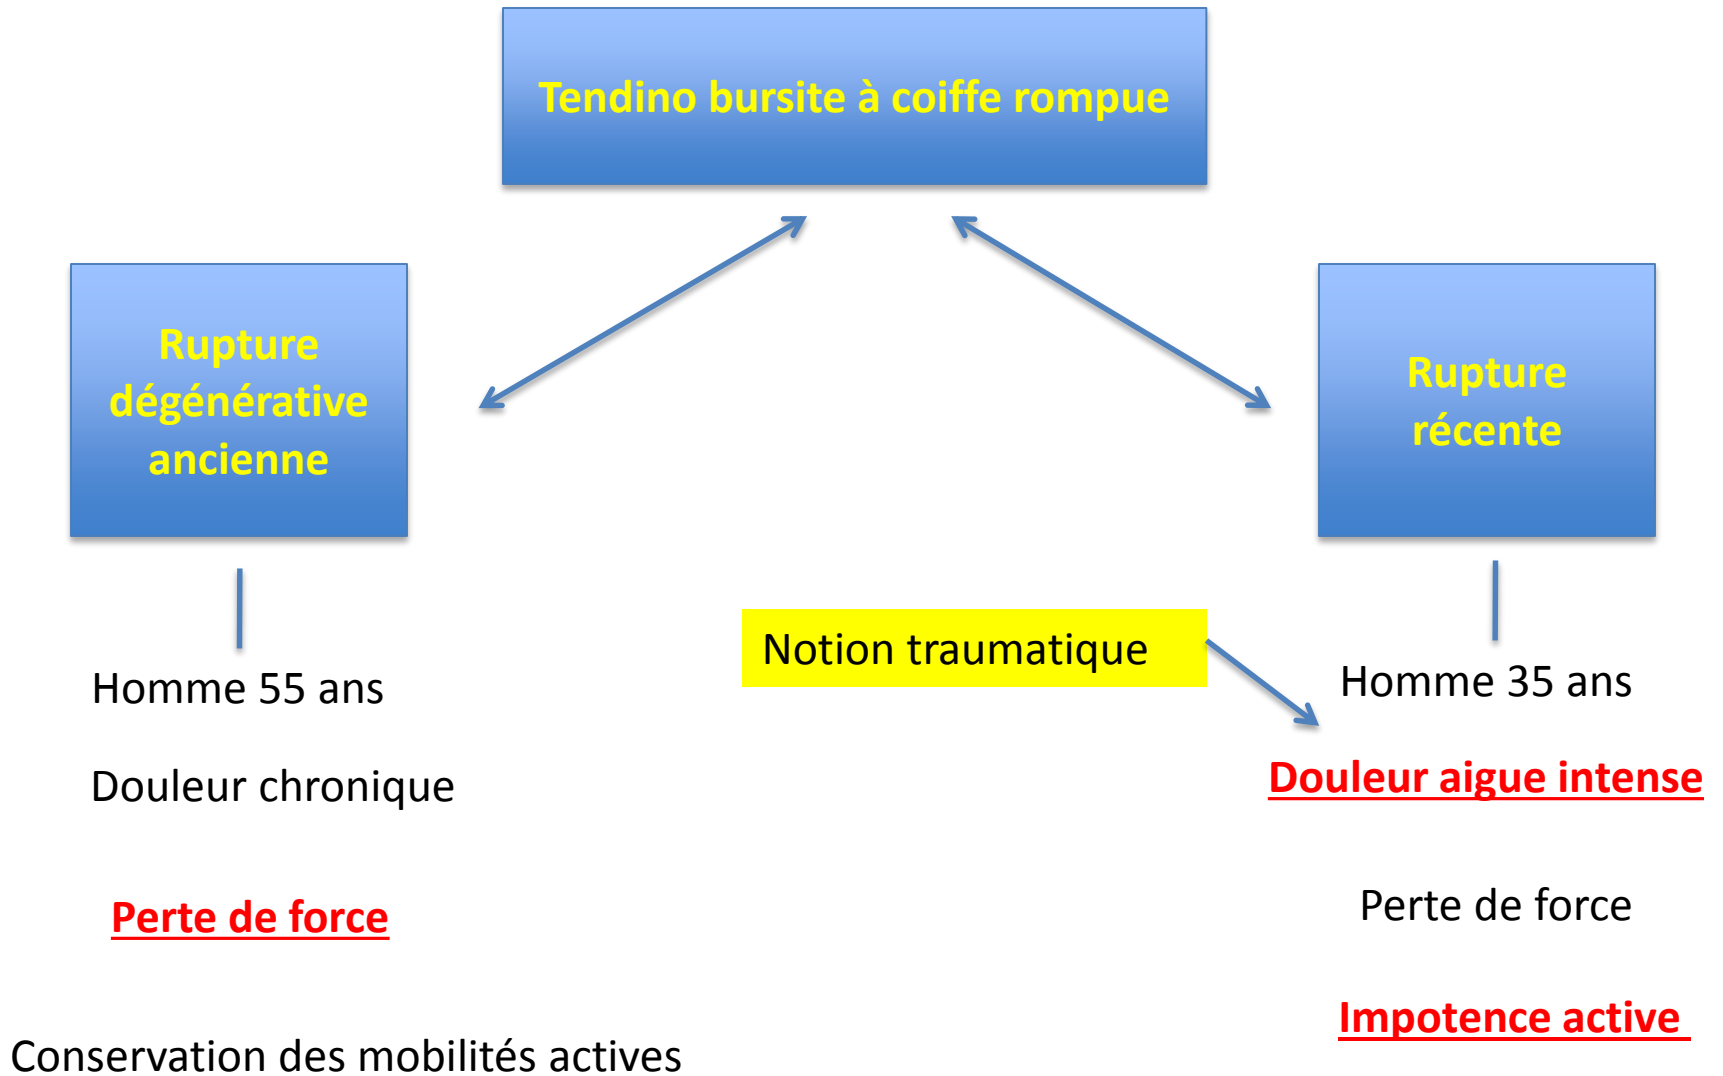 Tendino bursite à coiffe rompue
Rupture
dégénérative
ancienne
Homme 55 ans
Douleur chronique
Perte de force
Conservation des mobilités actives
Notion traumatique
Rupture
récente
Homme 35 ans
Douleur aigue intense
Perte de force
Impotence active